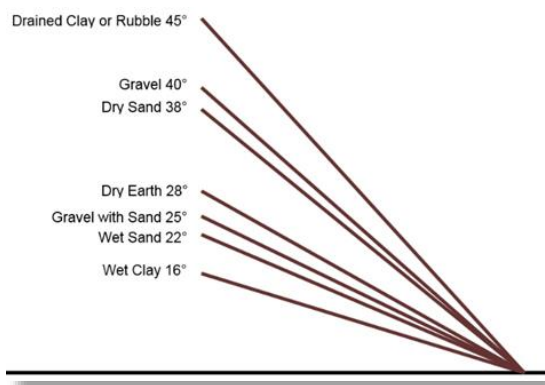 Drained Clay or Rubble 45°
Gravel 40°
Dry Sand 38°
Dry Earth 28°
Gravel with Sand 25°
Wet Sand 22°
Wet Clay 16°